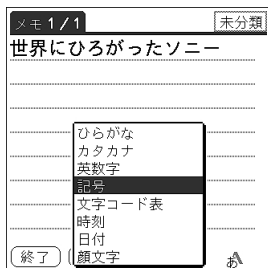 メモ 1/1
未分類
世界にひろがったソニー
ひらがな
カタカナ
英数字
記号
文字コード表
時刻
日付
顔文字
終了
あ